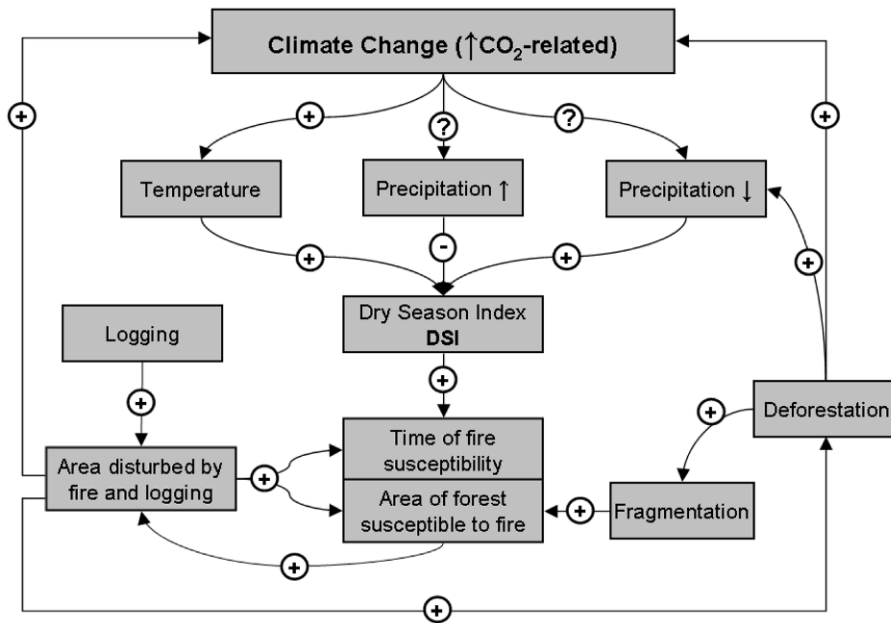 Climate Change (↑CO₂-related)
+
+
+
?
?
Temperature
Precipitation ↑
Precipitation ↓
+
-
+
+
Dry Season Index
DSI
Logging
+
+
+
Deforestation
Time of fire
susceptibility
Area disturbed by
fire and logging
+
Area of forest
susceptible to fire
+
Fragmentation
+
+